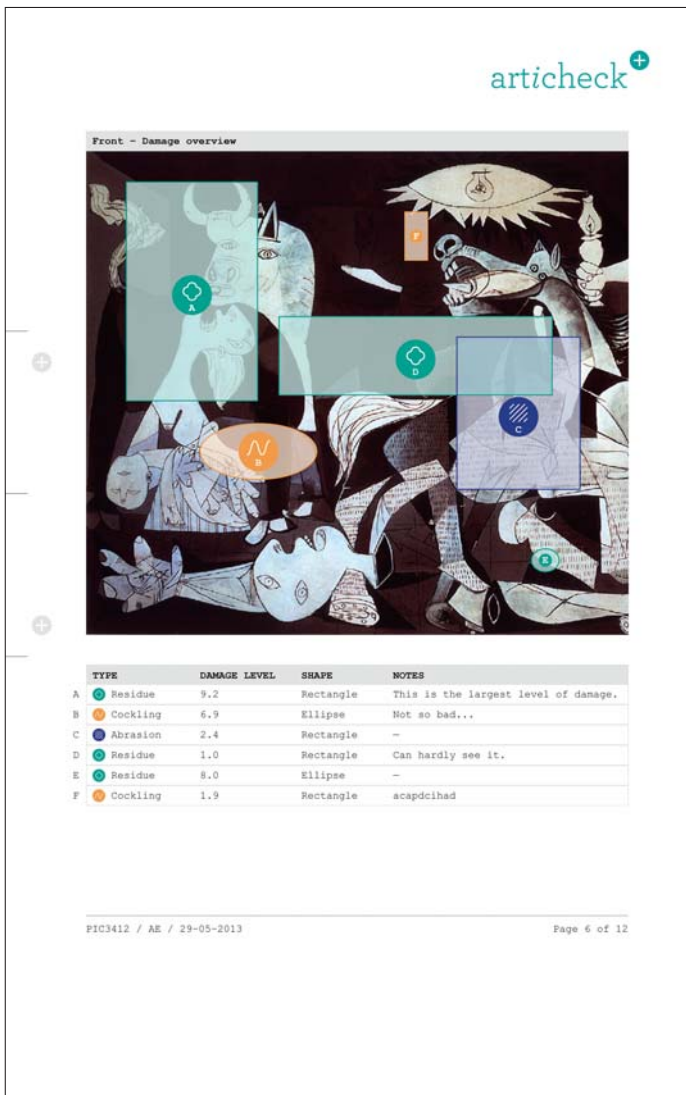 articheck
Front - Damage overview
F
A
D
C
B
E
TYPE DAMAGE LEVEL SHAPE NOTES
A Residue 9.2 Rectangle This is the largest level of damage.
B Cockling 6.9 Ellipse Not so bad...
C Abrasion 2.4 Rectangle —
D Residue 1.0 Rectangle Can hardly see it.
E Residue 8.0 Ellipse —
F Cockling 1.9 Rectangle acapdcihad
PIC3412 / AE / 29-05-2013 Page 6 of 12